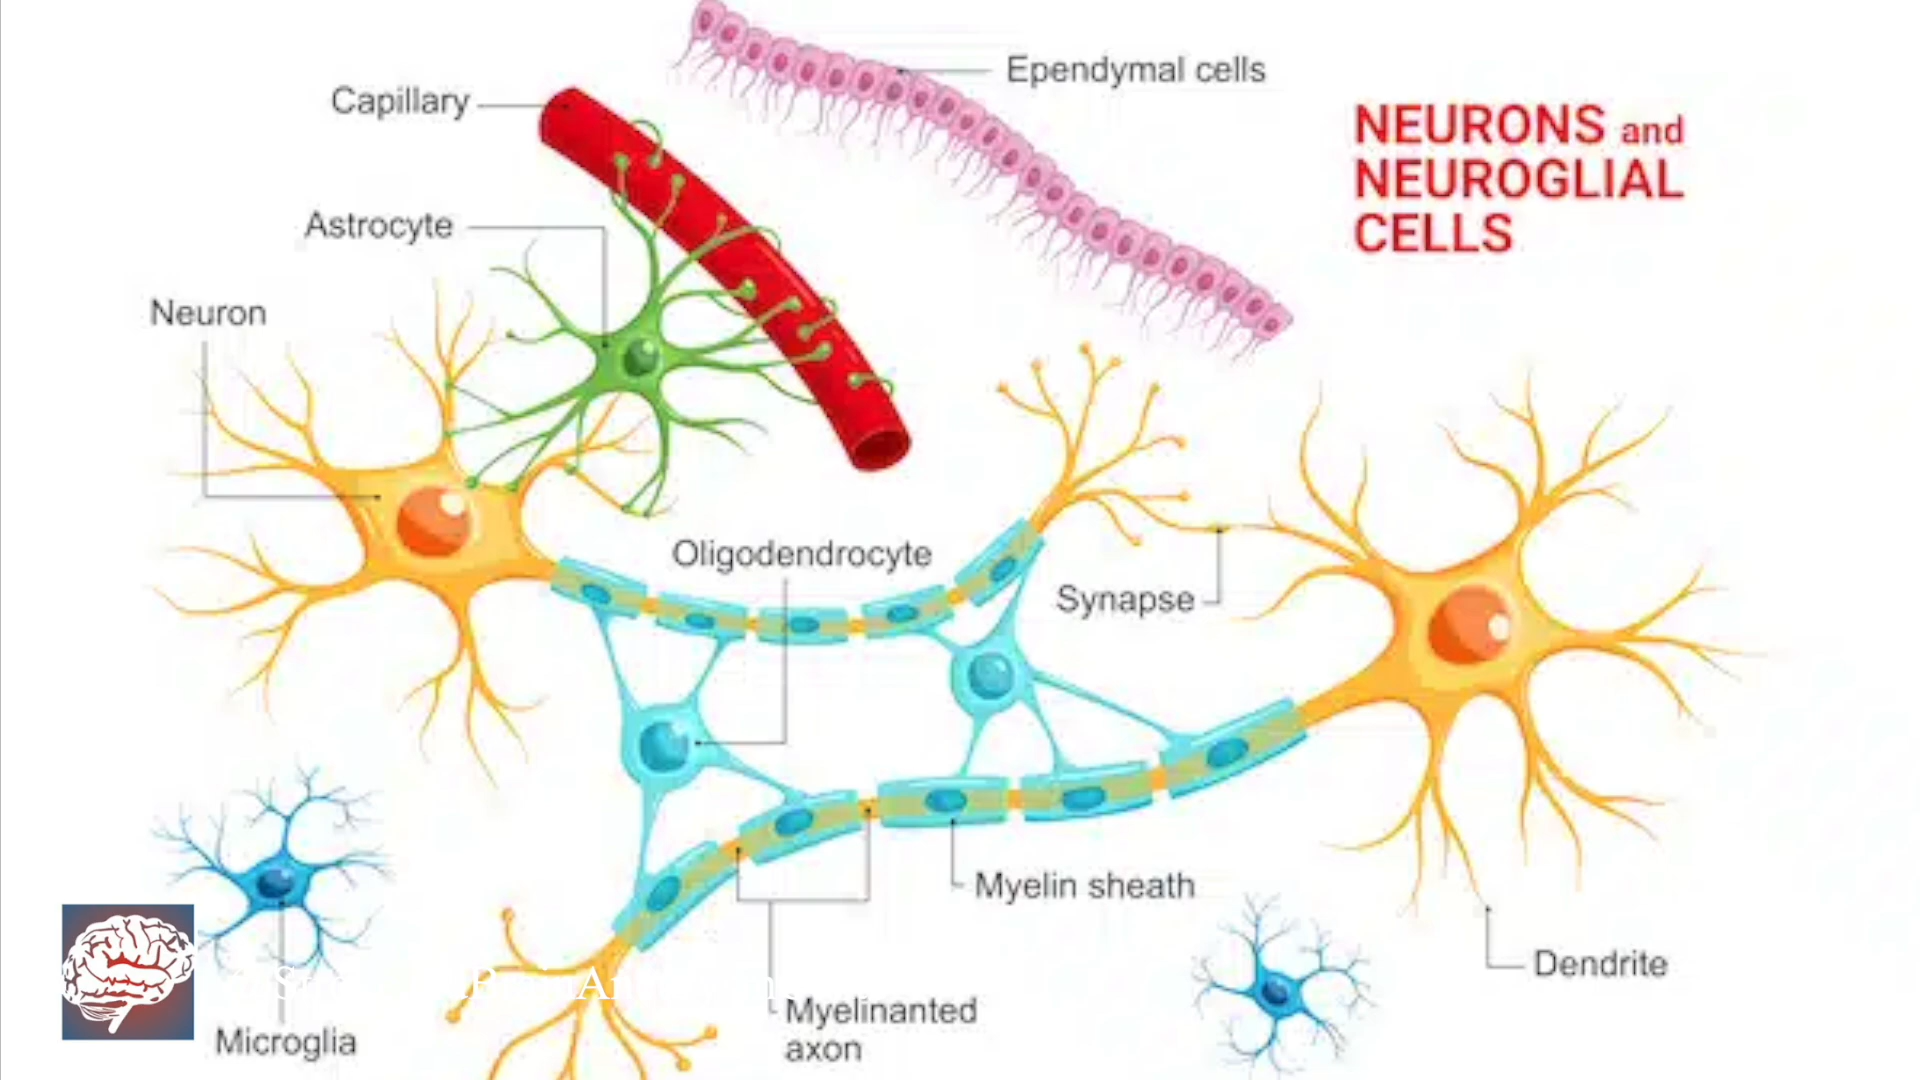 Ependymal cells
Capillary
NEURONS and
NEUROGLIAL
CELLS
Astrocyte
Neuron
Oligodendrocyte
Synapse
Myelin sheath
Dendrite
Myelinanted
axon
Microglia